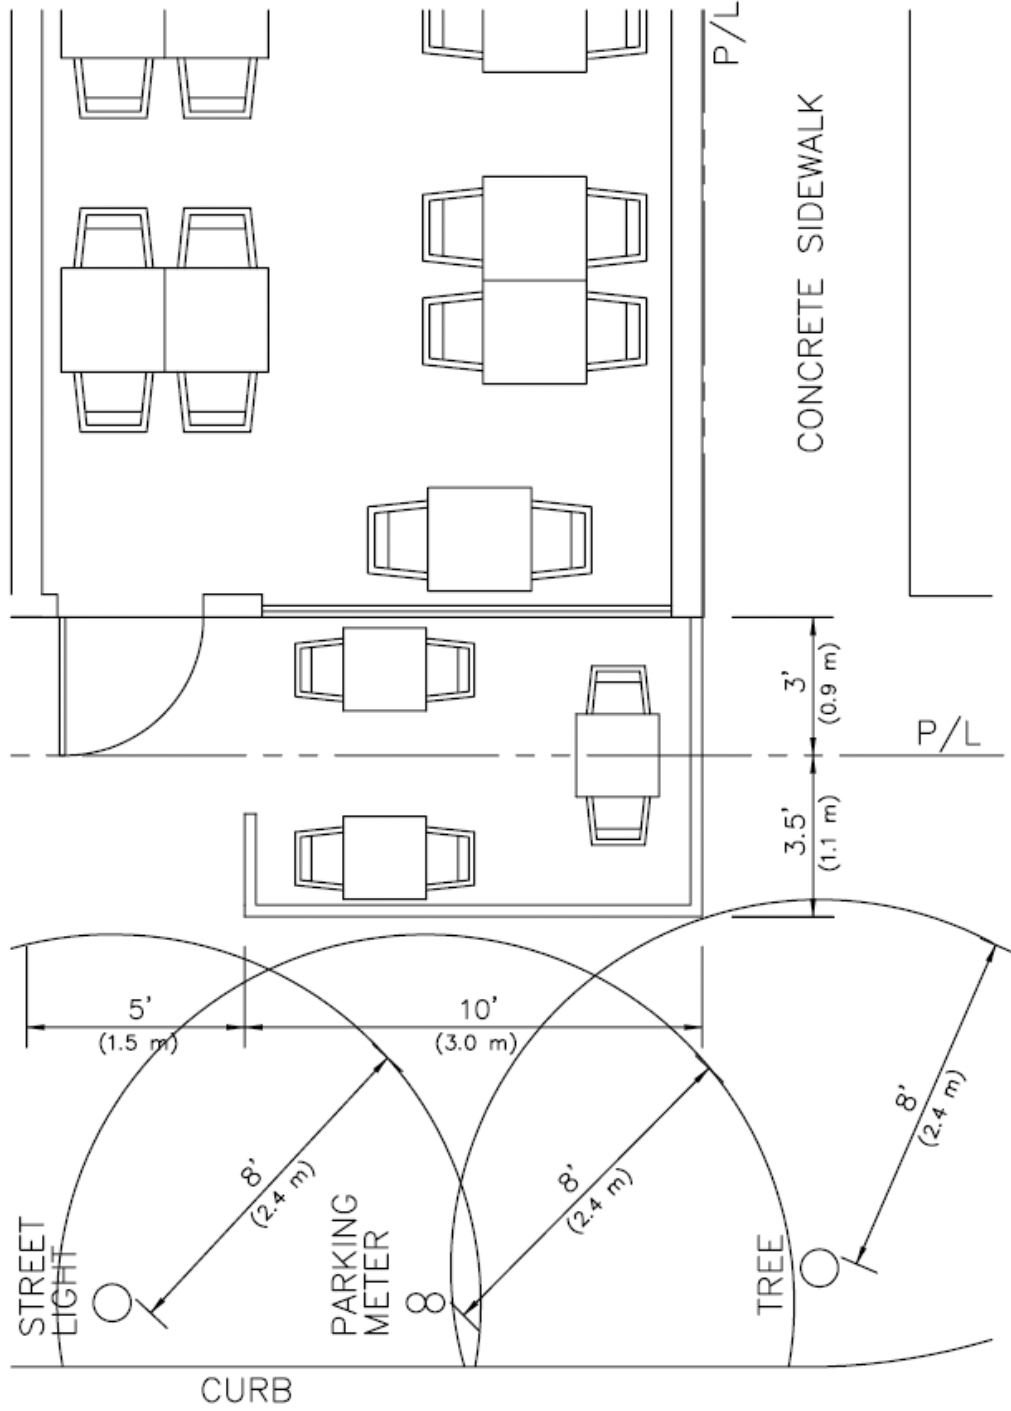 P/L
CONCRETE SIDEWALK
3'
(0.9 m)
P/L
3.5'
(1.1 m)
5'
(1.5 m)
10'
(3.0 m)
8'
(2.4 m)
8'
(2.4 m)
8'
(2.4 m)
STREET
LIGHT
PARKING
METER
TREE
CURB